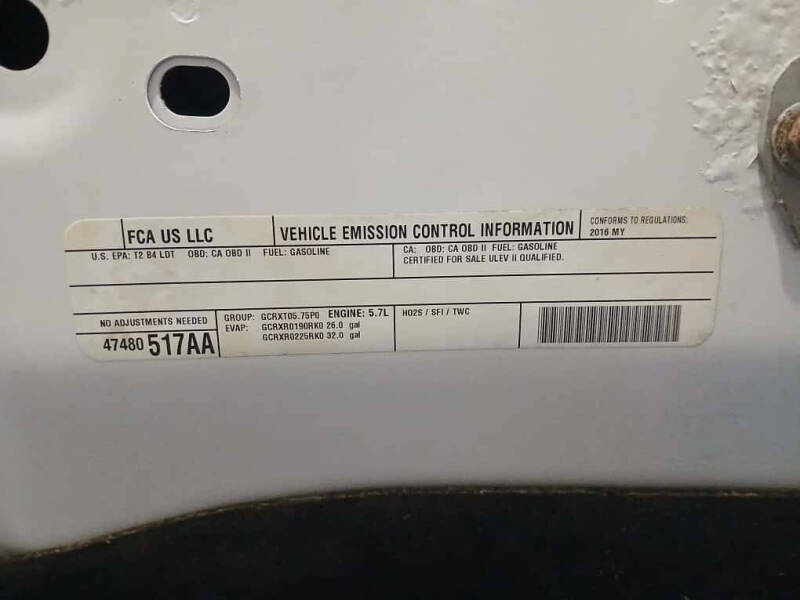 FCA US LLC
VEHICLE EMISSION CONTROL INFORMATION
CONFORMS TO REGULATIONS:
2016 MY
U.S. EPA: T2 B4 LDT OBD: CA OBD II FUEL: GASOLINE
CA: OBD: CA OBD II FUEL: GASOLINE
CERTIFIED FOR SALE ULEV II QUALIFIED.
NO ADJUSTMENTS NEEDED
47480 517AA
GROUP: GCRXT05.75P0 ENGINE: 5.7L
EVAP: GCRXR0190RK0 26.0 gal
GCRXR0225RK0 32.0 gal
HO2S / SFI / TWC